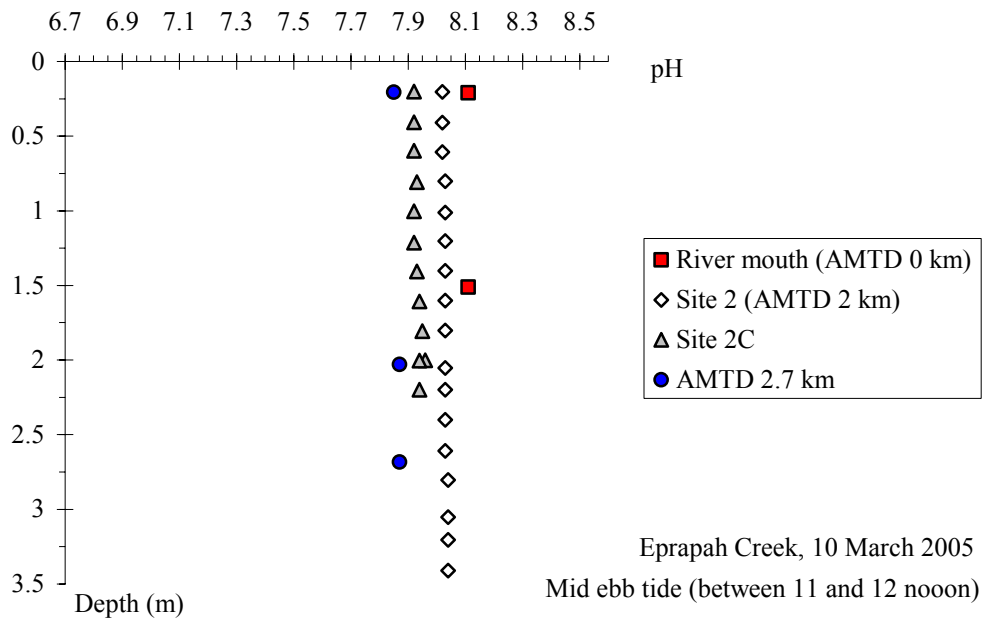 6.7 6.9 7.1 7.3 7.5 7.7 7.9 8.1 8.3 8.5
0
pH
0.5
1
River mouth (AMTD 0 km)
1.5
Site 2 (AMTD 2 km)
Site 2C
2
AMTD 2.7 km
2.5
3
Eprapah Creek, 10 March 2005
3.5
Mid ebb tide (between 11 and 12 nooon)
Depth (m)